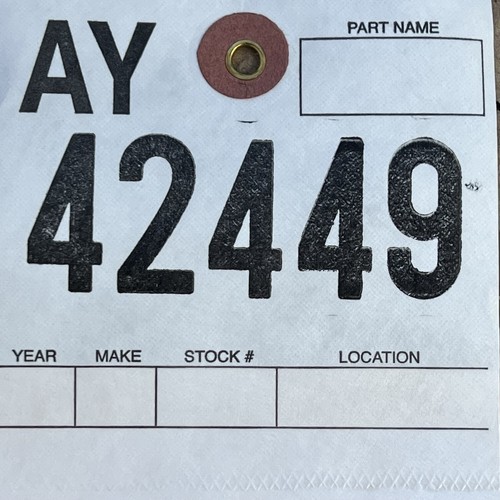 AY
PART NAME
42449
YEAR MAKE STOCK # LOCATION